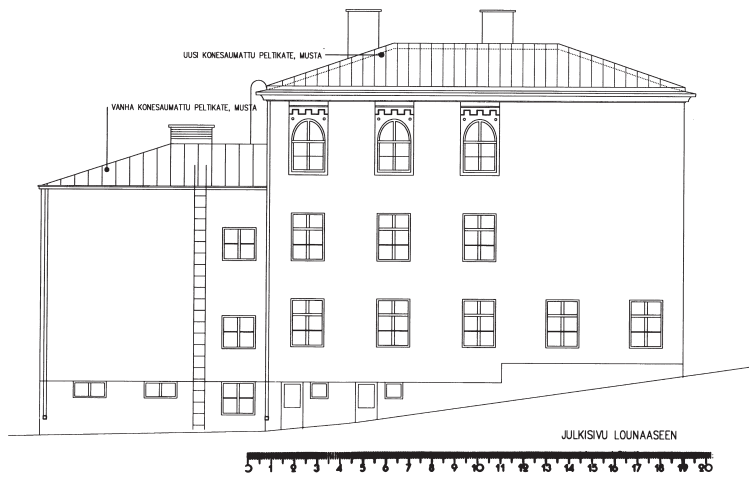 UUSI KONESAUMATTU PELTIKATE, MUSTA
VANHA KONESAUMATTU PELTIKATE, MUSTA
JULKISIVU LOUNAASEEN
0 1 2 3 4 5 6 7 8 9 10 11 12 13 14 15 16 17 18 19 20